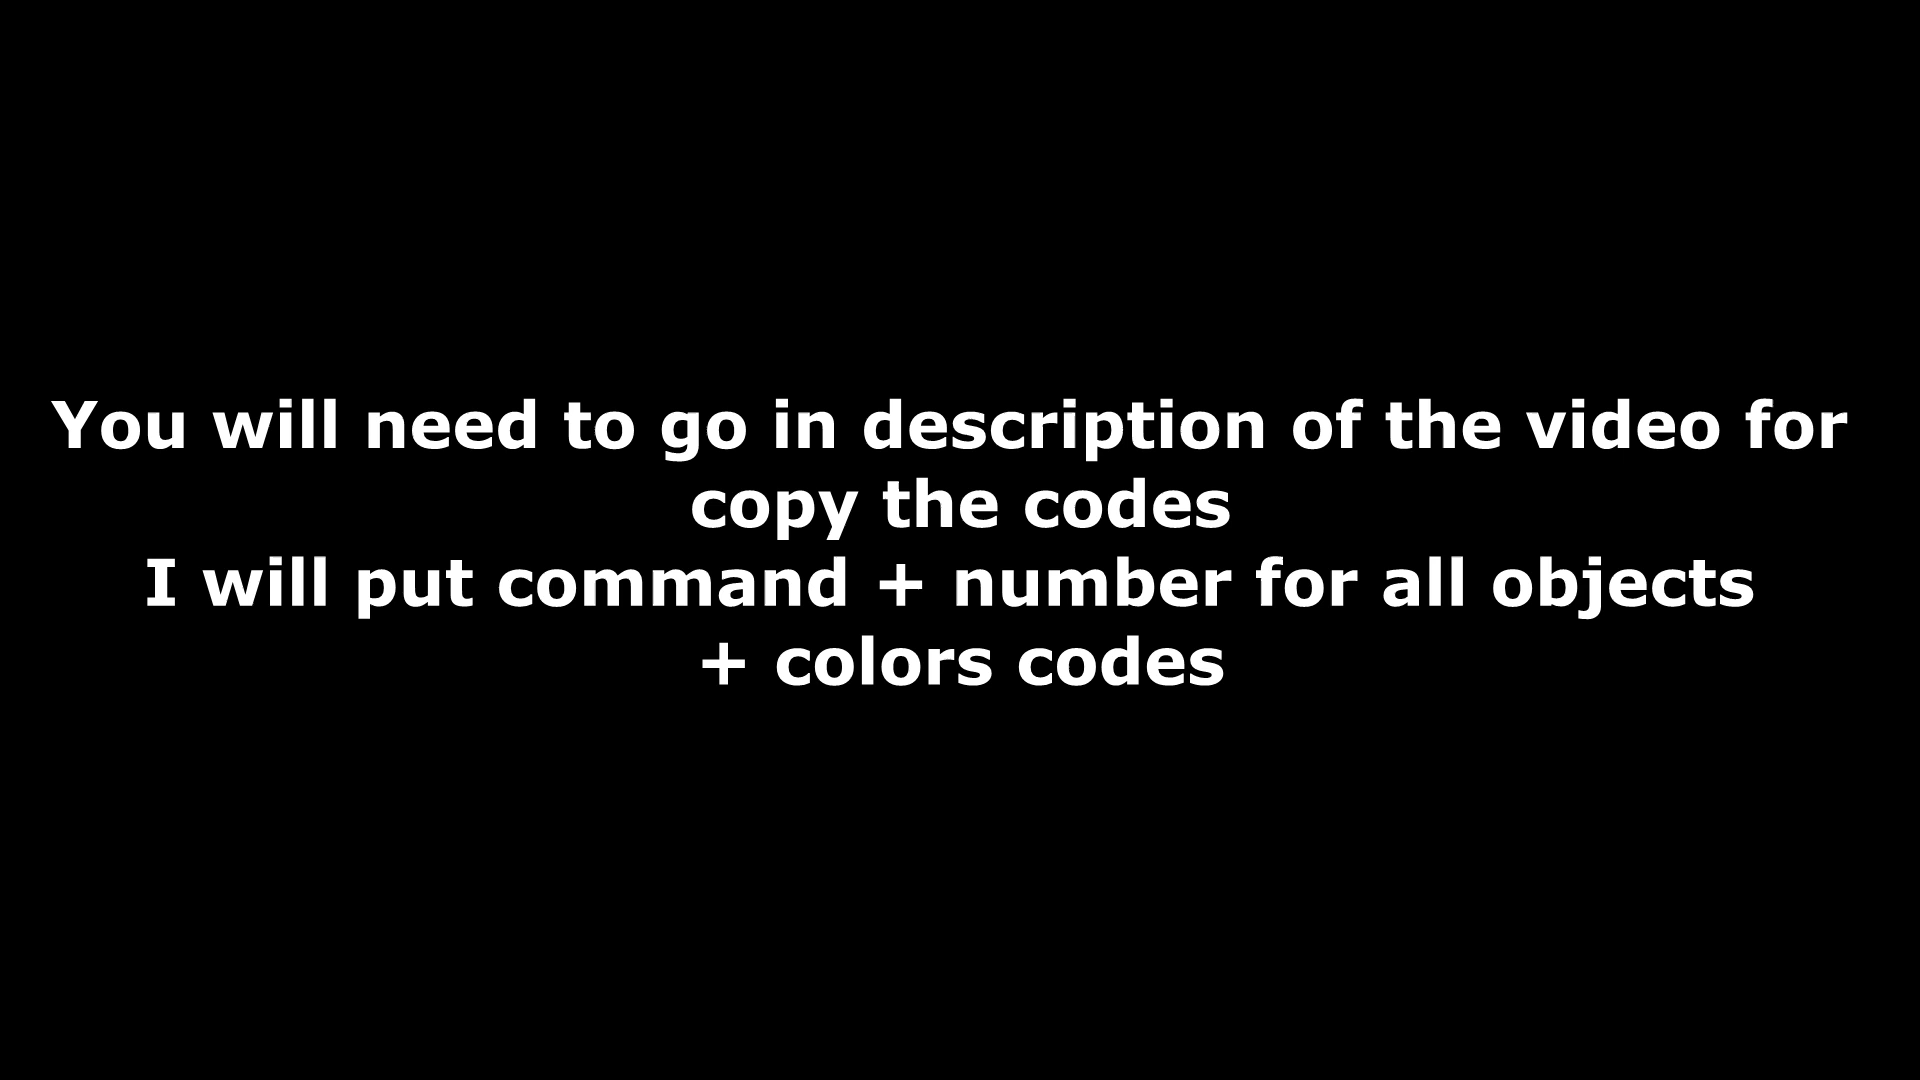 You will need to go in description of the video for
copy the codes
I will put command + number for all objects
+ colors codes